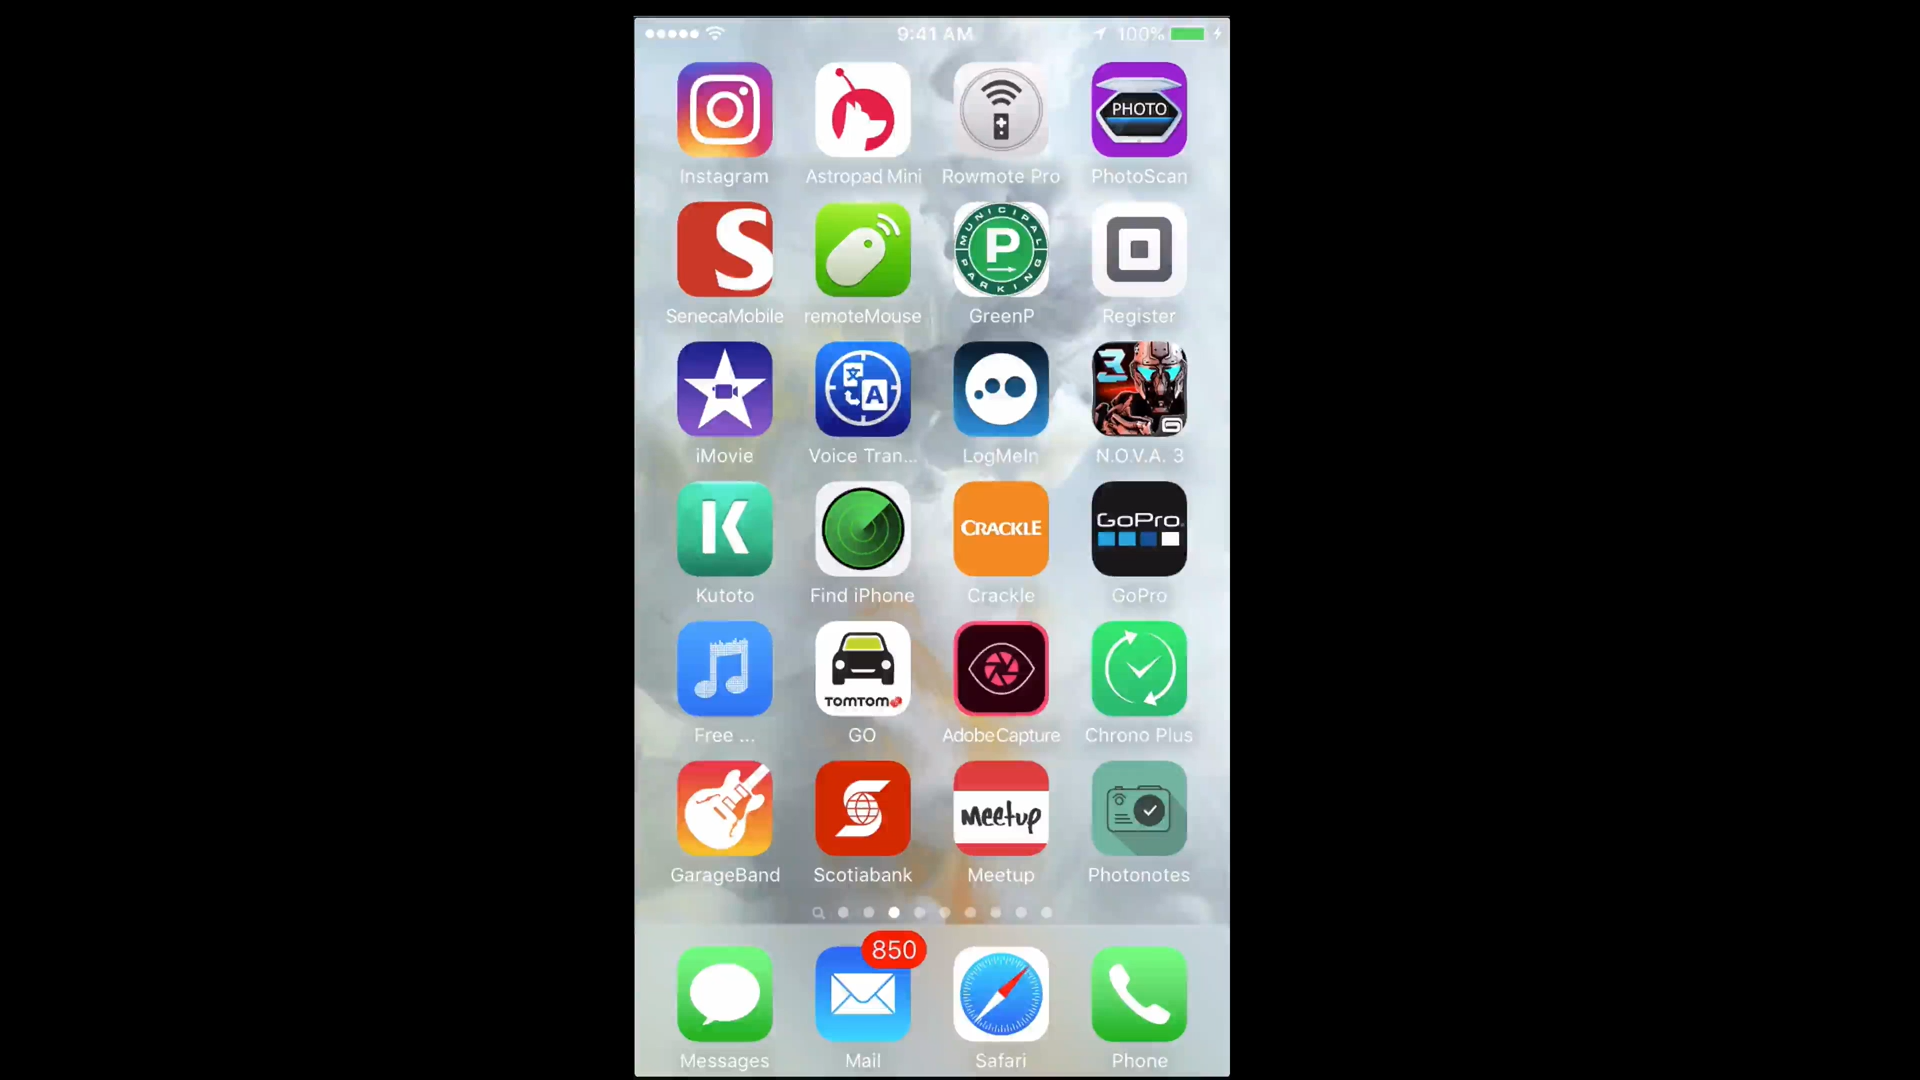 9:41 AM 100%
PHOTO
Instagram Astropad Mini Rowmote Pro PhotoScan
S MUNICIPAL P PARKING
SenecaMobile remoteMouse GreenP Register
文 A 3
iMovie Voice Tran... LogMeIn N.O.V.A. 3
K CRACKLE GoPro
Kutoto Find iPhone Crackle GoPro
TOMTOM
Free ... GO AdobeCapture Chrono Plus
S Meetup
GarageBand Scotiabank Meetup Photonotes
850
Messages Mail Safari Phone